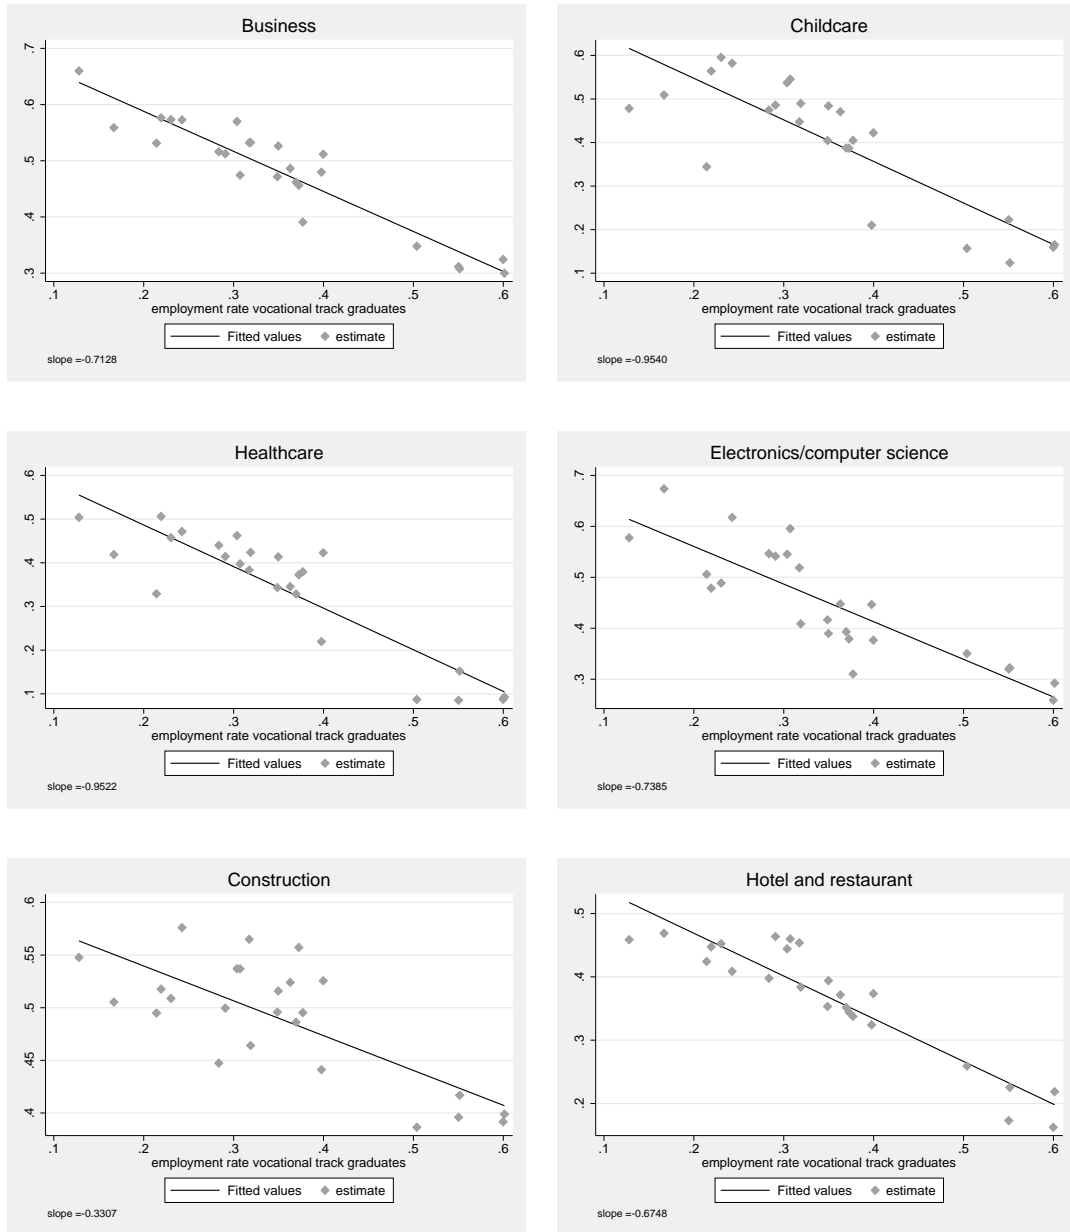 Business
.7
.6
.5
.4
.3
.1 .2 .3 .4 .5 .6
employment rate vocational track graduates
Fitted values estimate
slope =-0.7128
Childcare
.6
.5
.4
.3
.2
.1
.1 .2 .3 .4 .5 .6
employment rate vocational track graduates
Fitted values estimate
slope =-0.9540
Healthcare
.6
.5
.4
.3
.2
.1
.1 .2 .3 .4 .5 .6
employment rate vocational track graduates
Fitted values estimate
slope =-0.9522
Electronics/computer science
.7
.6
.5
.4
.3
.1 .2 .3 .4 .5 .6
employment rate vocational track graduates
Fitted values estimate
slope =-0.7385
Construction
.6
.55
.5
.45
.4
.1 .2 .3 .4 .5 .6
employment rate vocational track graduates
Fitted values estimate
slope =-0.3307
Hotel and restaurant
.5
.4
.3
.2
.1 .2 .3 .4 .5 .6
employment rate vocational track graduates
Fitted values estimate
slope =-0.6748